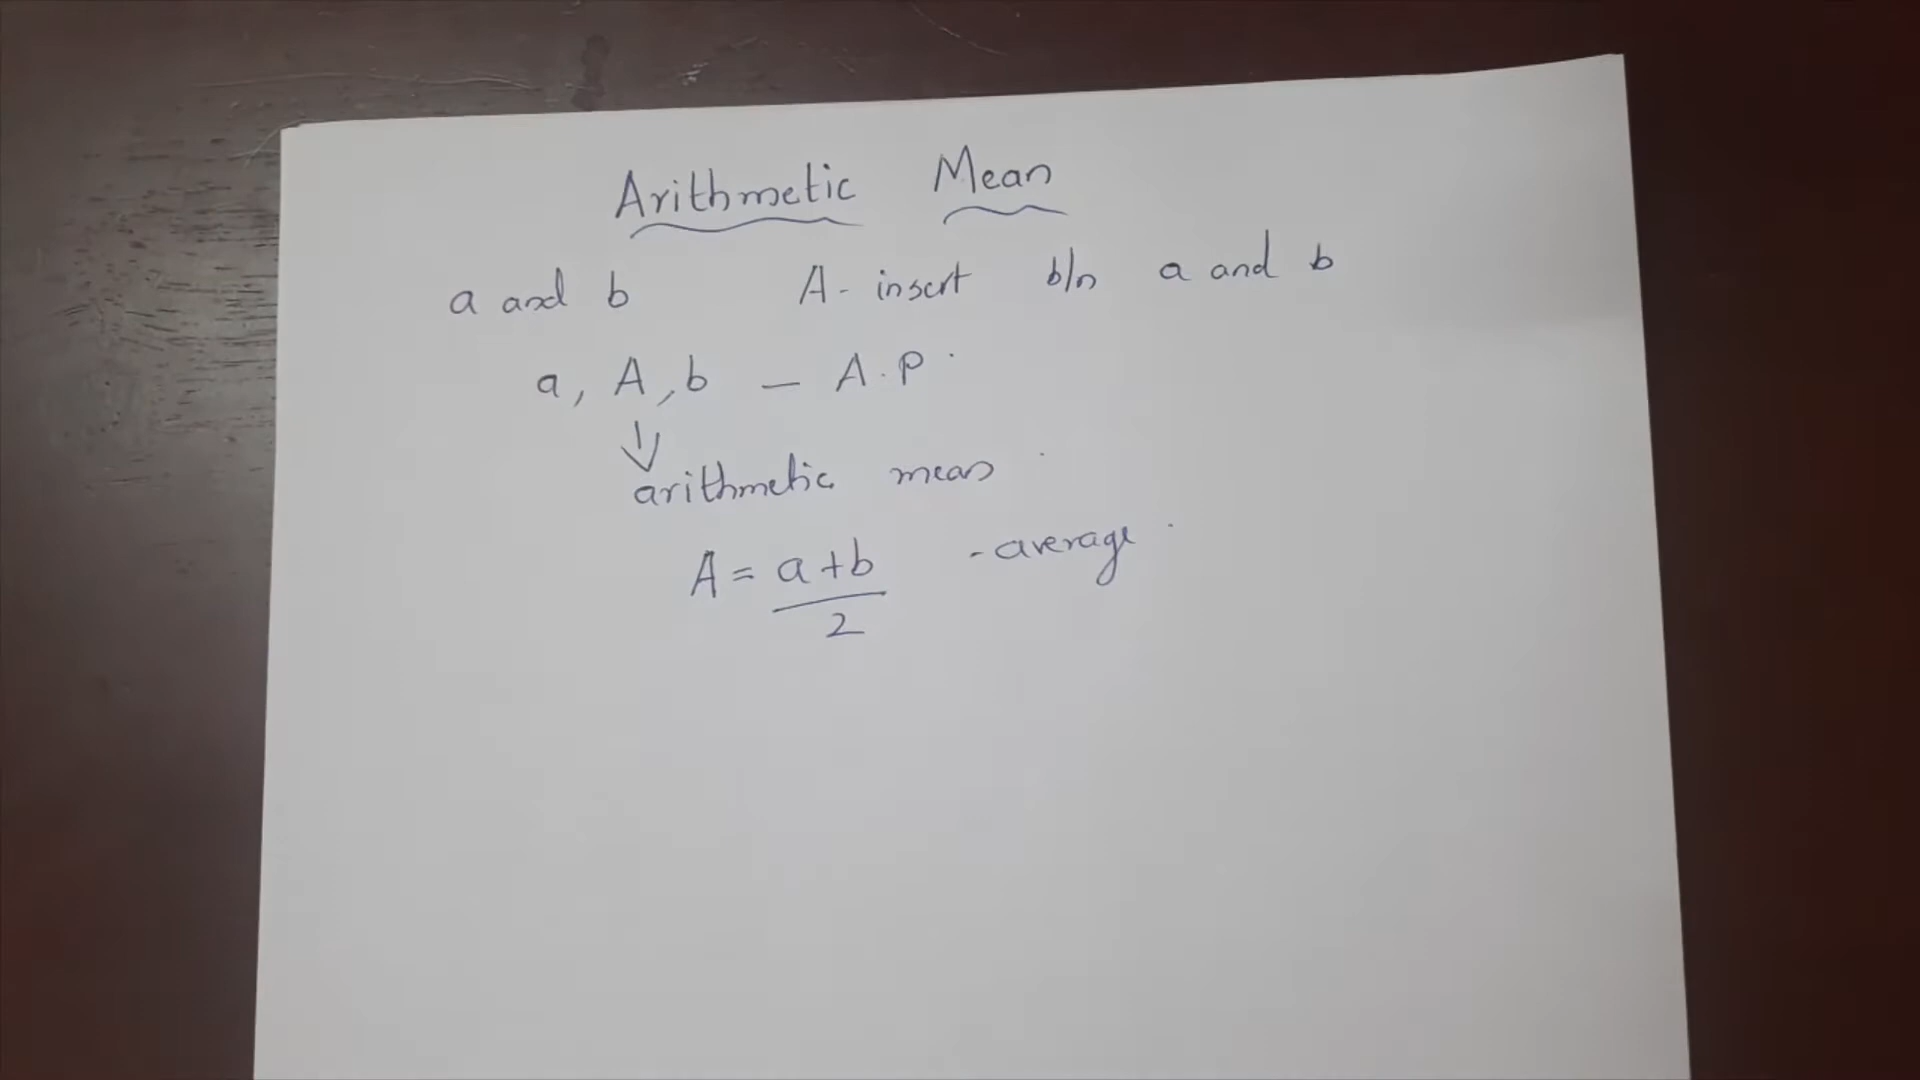 Arithmetic Mean
a and b A- insert b/n a and b
a, A, b - A.P.
arithmetic mean
A = a+b - average
2